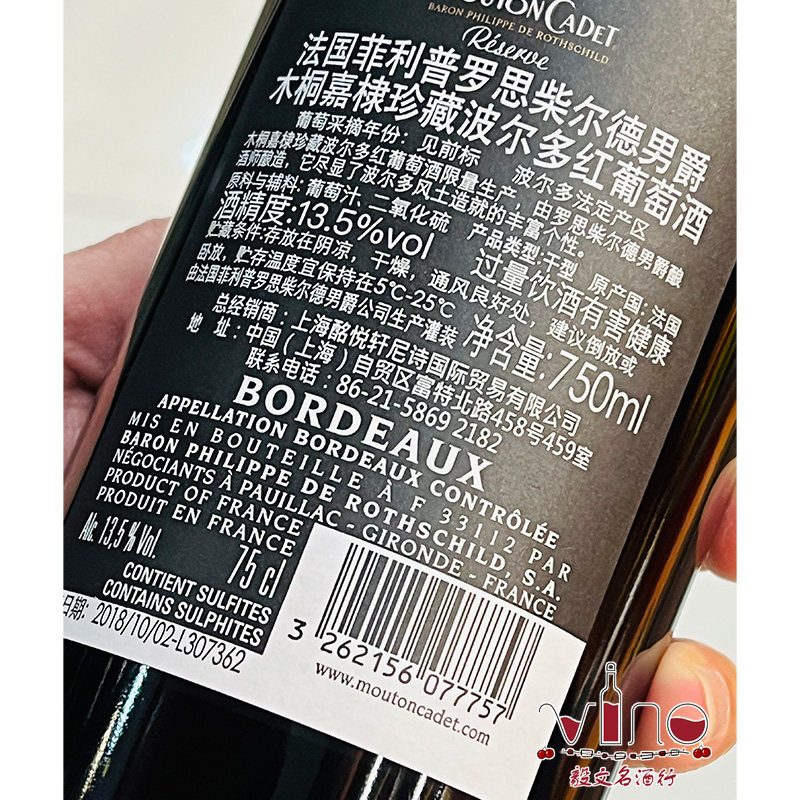 MOUTON CADET
BARON PHILIPPE DE ROTHSCHILD
Réserve
法国菲利普罗思柴尔德男爵
木桐嘉棣珍藏波尔多红葡萄酒
葡萄采摘年份：见前标 波尔多法定产区
木桐嘉棣珍藏波尔多红葡萄酒限量生产 由罗思柴尔德男爵酿
酒师酿造，它尽显了波尔多风土造就的丰富个性。
原料与辅料：葡萄汁、二氧化硫 产品类型：干型 原产国：法国
酒精度：13.5%vol 过量饮酒有害健康
贮藏条件：存放在阴凉，干燥，通风良好处，建议倒放或
卧放，贮存温度宜保持在5℃-25℃
由法国菲利普罗思柴尔德男爵公司生产灌装 净含量：750ml
总经销商：上海酩悦轩尼诗国际贸易有限公司
地 址：中国（上海）自贸区富特北路458号459室
联系电话：86-21-5869 2182
BORDEAUX
APPELLATION BORDEAUX CONTRÔLÉE
MIS EN BOUTEILLE À F 33112 PAR
BARON PHILIPPE DE ROTHSCHILD, S.A.
NÉGOCIANTS À PAUILLAC - GIRONDE - FRANCE
PRODUCT OF FRANCE
PRODUIT EN FRANCE
Alc. 13,5 % Vol. 75 cl
CONTIENT SULFITES
CONTAINS SULPHITES
日期：2018/10/02-L307362
3 262156 077757
www.moutoncadet.com
vino
毅文名酒行